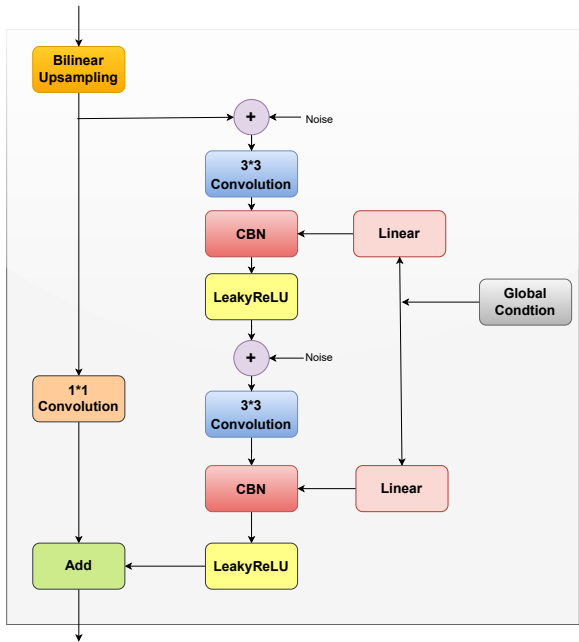 Bilinear
Upsampling
+
Noise
3*3
Convolution
CBN
Linear
LeakyReLU
Global
Condtion
+
Noise
1*1
Convolution
3*3
Convolution
CBN
Linear
Add
LeakyReLU